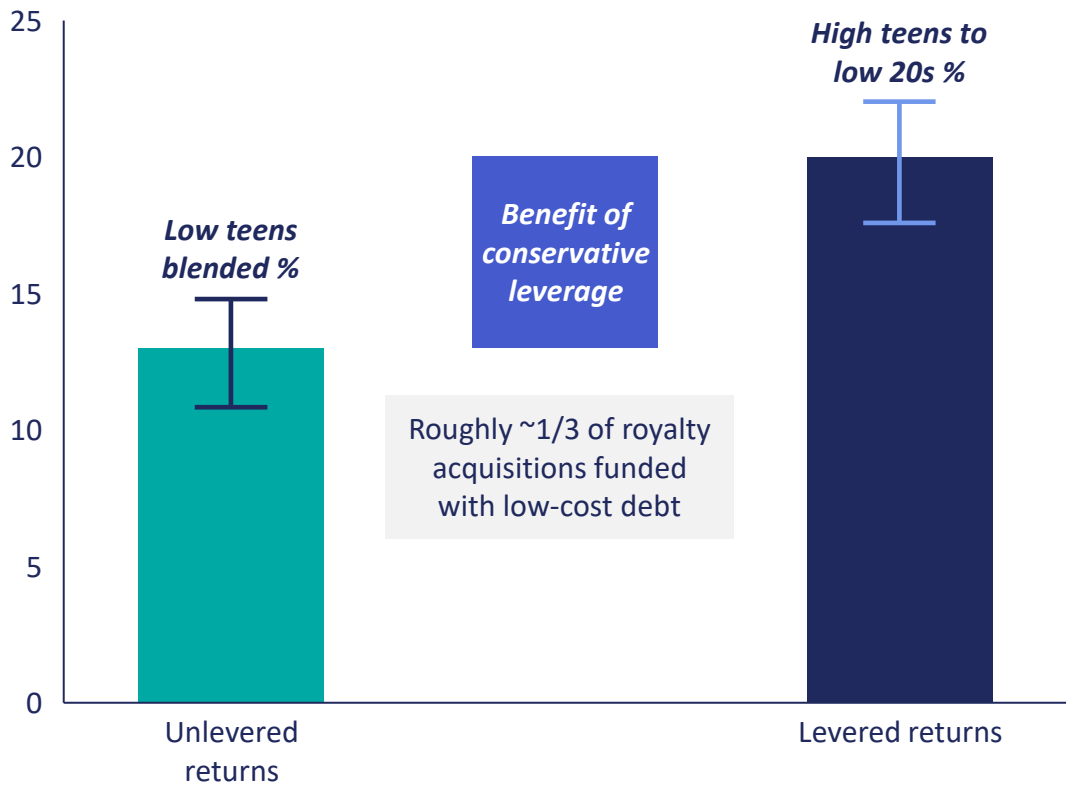 25
20
15
10
5
0
Low teens
blended %
Benefit of
conservative
leverage
High teens to
low 20s %
Roughly ~1/3 of royalty
acquisitions funded
with low-cost debt
Unlevered
returns
Levered returns